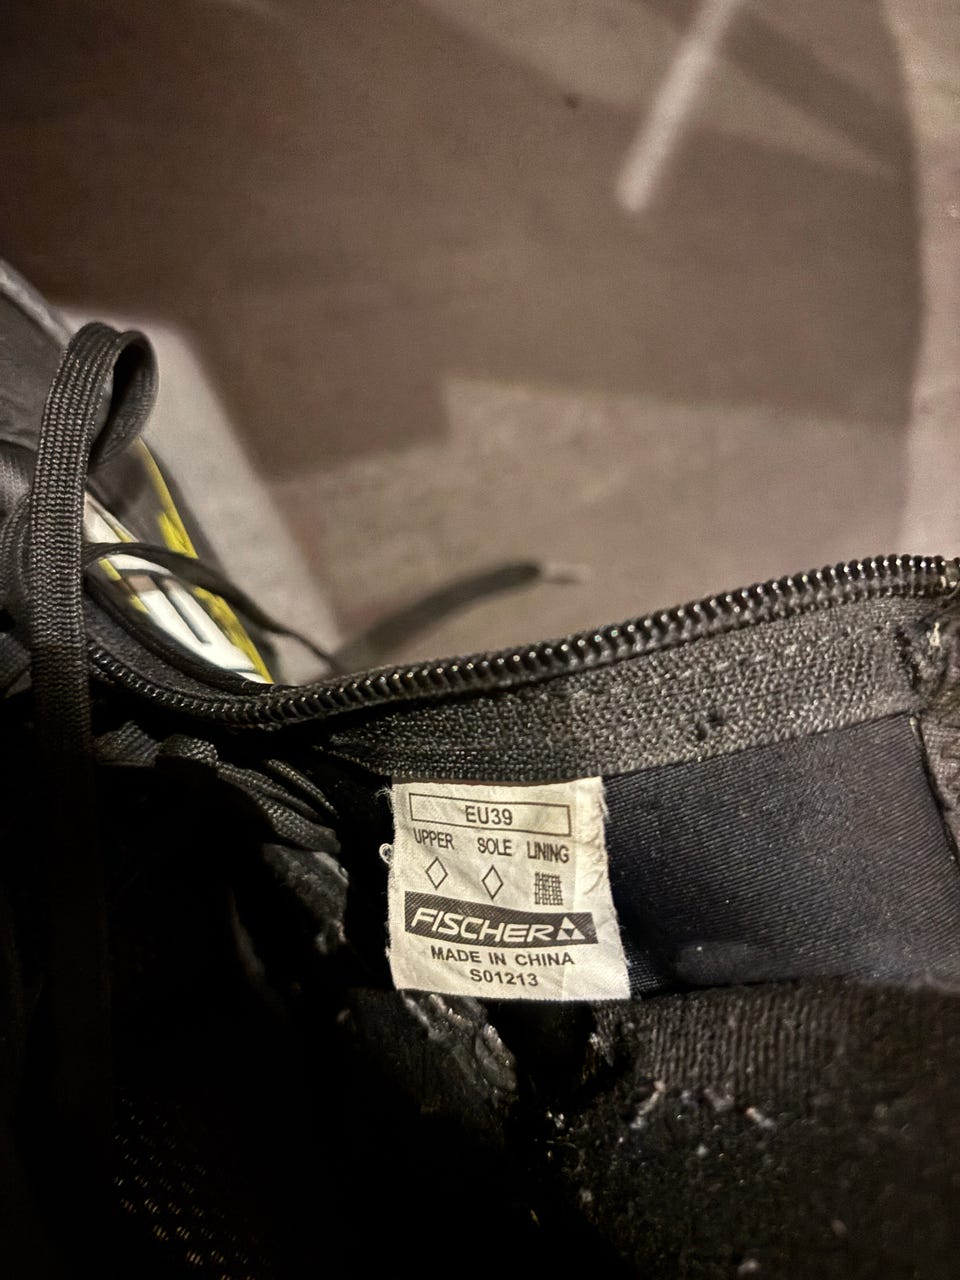 EU39
UPPER SOLE LINING
FISCHER
MADE IN CHINA
S01213